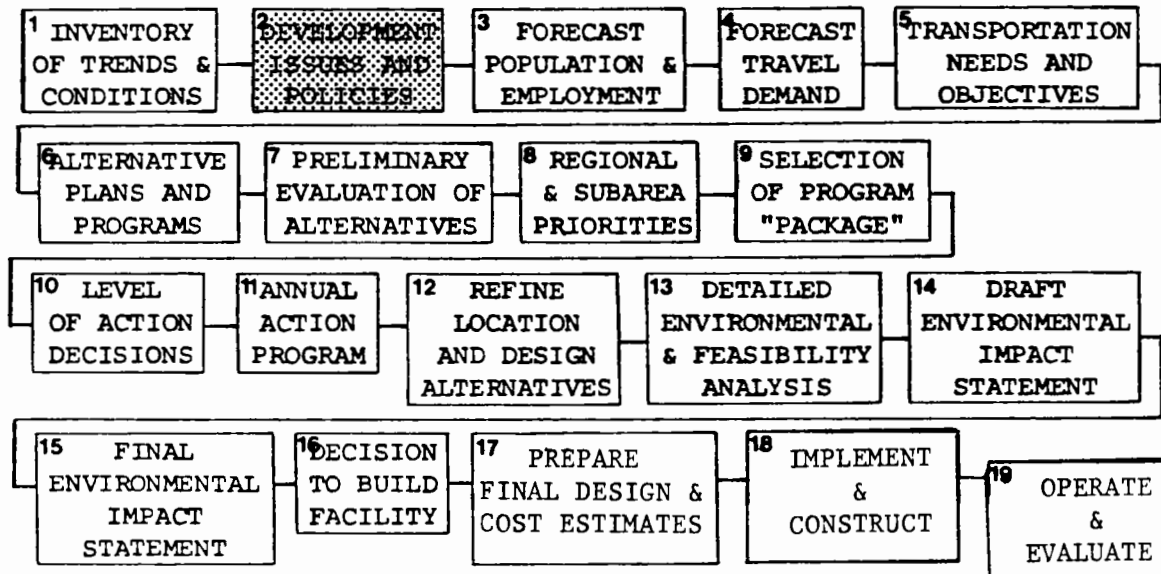 1 INVENTORY
OF TRENDS &
CONDITIONS
2 DEVELOPMENT
ISSUES AND
POLICIES
3 FORECAST
POPULATION &
EMPLOYMENT
4 FORECAST
TRAVEL
DEMAND
5 TRANSPORTATION
NEEDS AND
OBJECTIVES
6 ALTERNATIVE
PLANS AND
PROGRAMS
7 PRELIMINARY
EVALUATION OF
ALTERNATIVES
8 REGIONAL
& SUBAREA
PRIORITIES
9 SELECTION
OF PROGRAM
"PACKAGE"
10 LEVEL
OF ACTION
DECISIONS
11 ANNUAL
ACTION
PROGRAM
12 REFINE
LOCATION
AND DESIGN
ALTERNATIVES
13 DETAILED
ENVIRONMENTAL
& FEASIBILITY
ANALYSIS
14 DRAFT
ENVIRONMENTAL
IMPACT
STATEMENT
15 FINAL
ENVIRONMENTAL
IMPACT
STATEMENT
16 DECISION
TO BUILD
FACILITY
17 PREPARE
FINAL DESIGN &
COST ESTIMATES
18 IMPLEMENT
&
CONSTRUCT
19 OPERATE
&
EVALUATE